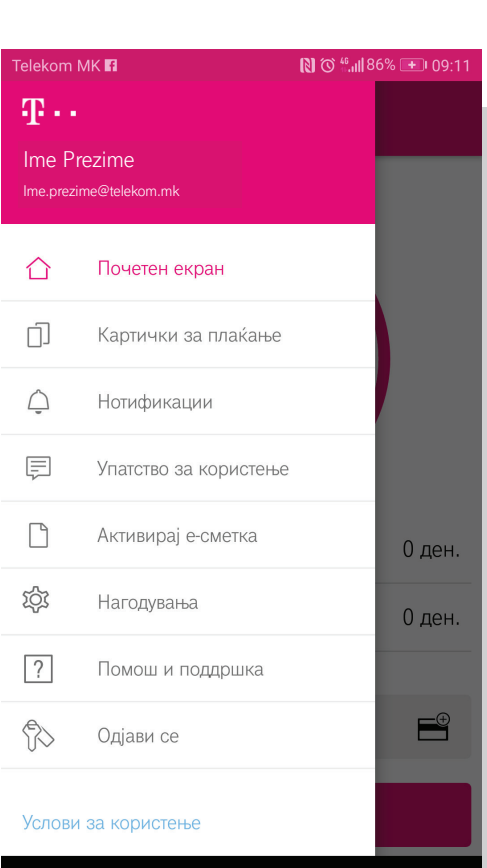 Telekom MK 86% 09:11
T
Ime Prezime
Ime.prezime@telekom.mk
Почетен екран
Картички за плаќање
Нотификации
Упатство за користење
Активирај е-сметка
0 ден.
Нагодувања
0 ден.
Помош и поддршка
Одјави се
Услови за користење